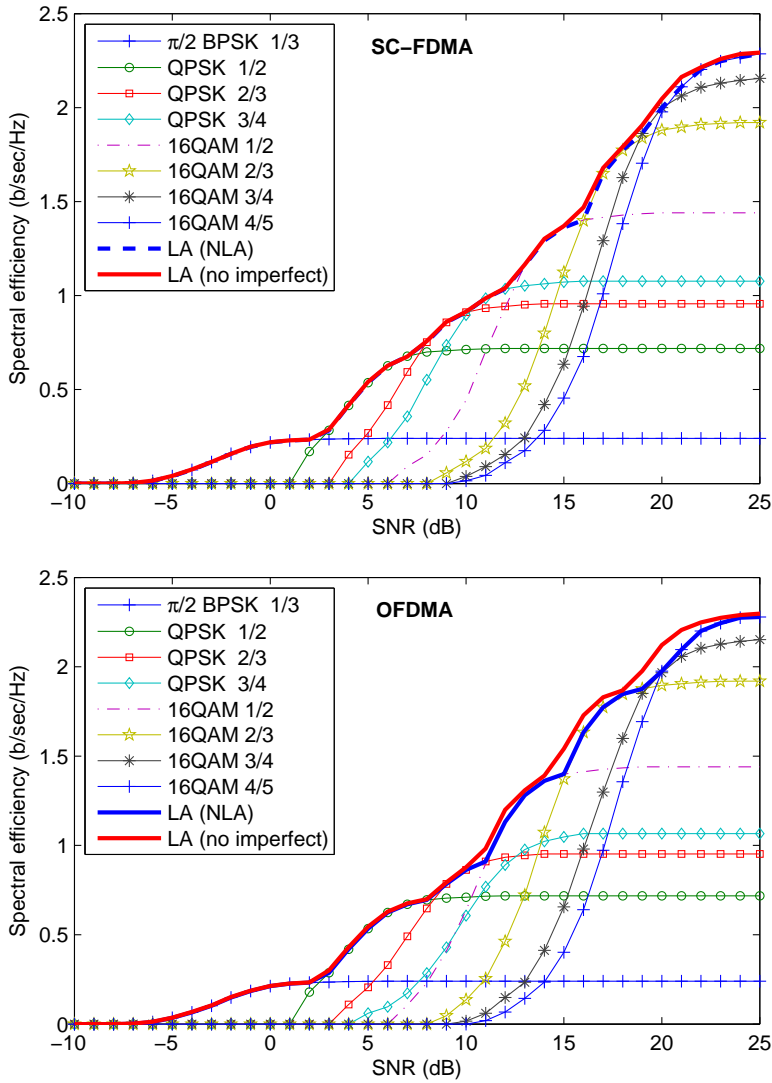 SC−FDMA
π/2 BPSK 1/3
QPSK 1/2
QPSK 2/3
QPSK 3/4
16QAM 1/2
16QAM 2/3
16QAM 3/4
16QAM 4/5
LA (NLA)
LA (no imperfect)
Spectral efficiency (b/sec/Hz)
2.5
2
1.5
1
0.5
0
−10 −5 0 5 10 15 20 25
SNR (dB)
OFDMA
π/2 BPSK 1/3
QPSK 1/2
QPSK 2/3
QPSK 3/4
16QAM 1/2
16QAM 2/3
16QAM 3/4
16QAM 4/5
LA (NLA)
LA (no imperfect)
Spectral efficiency (b/sec/Hz)
2.5
2
1.5
1
0.5
0
−10 −5 0 5 10 15 20 25
SNR (dB)